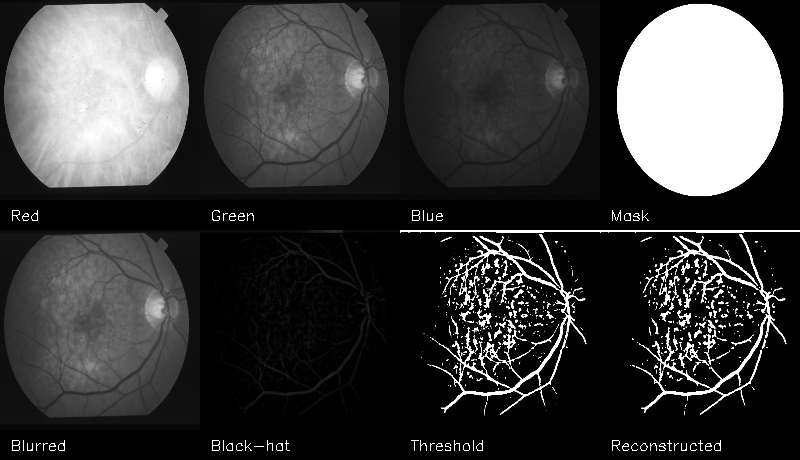 Red
Green
Blue
Mask
Blurred
Black-hat
Threshold
Reconstructed